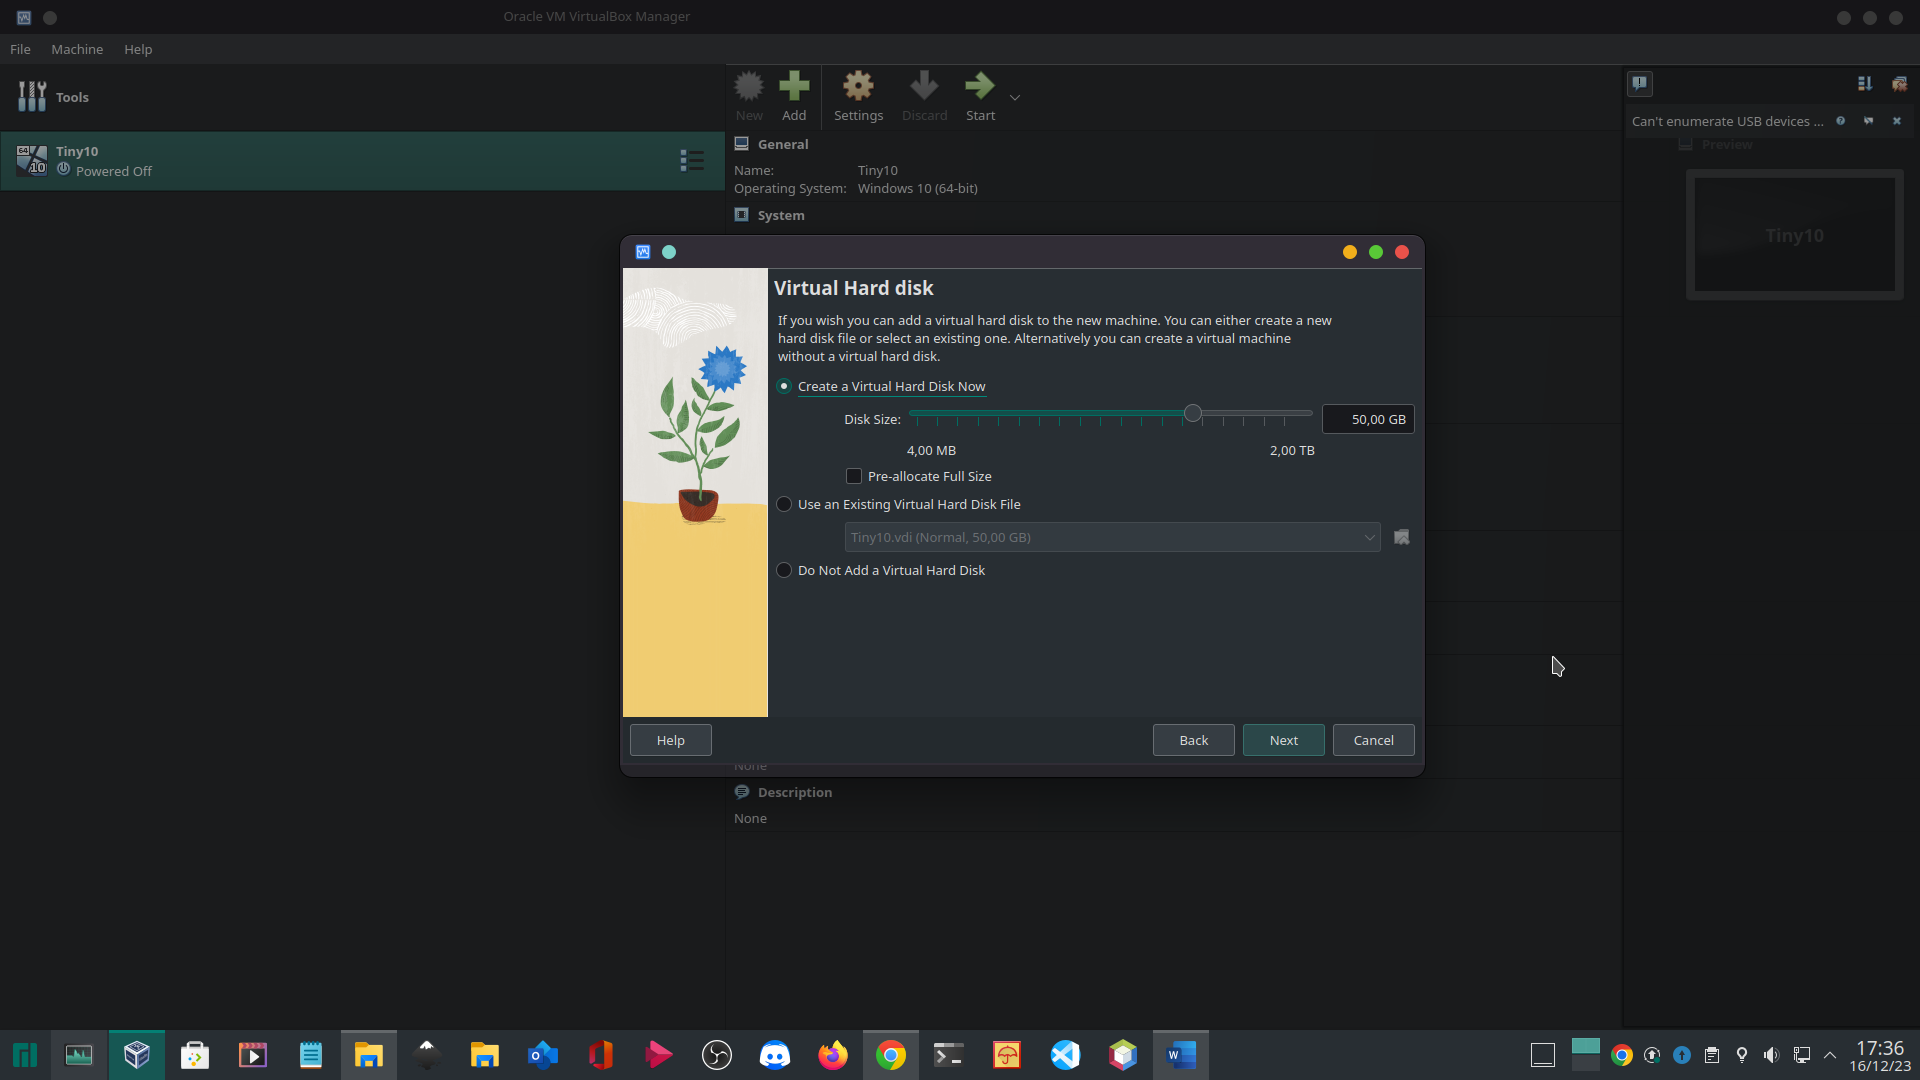 Oracle VM VirtualBox Manager
File Machine Help
Tools
New Add Settings Discard Start
Can't enumerate USB devices ...
64
10
Tiny10
Powered Off
General
Preview
Name: Tiny10
Operating System: Windows 10 (64-bit)
System
Tiny10
Virtual Hard disk
If you wish you can add a virtual hard disk to the new machine. You can either create a new
hard disk file or select an existing one. Alternatively you can create a virtual machine
without a virtual hard disk.
Create a Virtual Hard Disk Now
Disk Size: 50,00 GB
4,00 MB 2,00 TB
Pre-allocate Full Size
Use an Existing Virtual Hard Disk File
Tiny10.vdi (Normal, 50,00 GB)
Do Not Add a Virtual Hard Disk
Help Back Next Cancel
None
Description
None
17:36
16/12/23